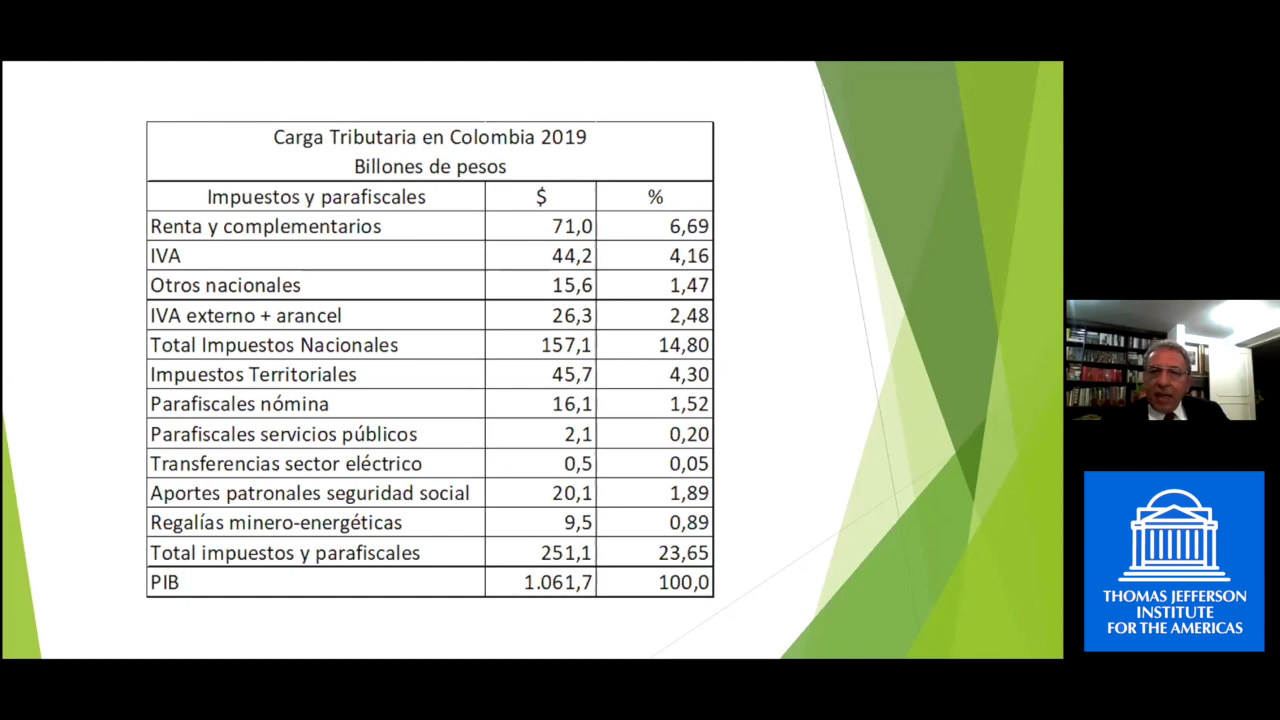 Carga Tributaria en Colombia 2019
Billones de pesos
Impuestos y parafiscales $ %
Renta y complementarios 71,0 6,69
IVA 44,2 4,16
Otros nacionales 15,6 1,47
IVA externo + arancel 26,3 2,48
Total Impuestos Nacionales 157,1 14,80
Impuestos Territoriales 45,7 4,30
Parafiscales nómina 16,1 1,52
Parafiscales servicios públicos 2,1 0,20
Transferencias sector eléctrico 0,5 0,05
Aportes patronales seguridad social 20,1 1,89
Regalías minero-energéticas 9,5 0,89
Total impuestos y parafiscales 251,1 23,65
PIB 1.061,7 100,0
THOMAS JEFFERSON
INSTITUTE
FOR THE AMERICAS